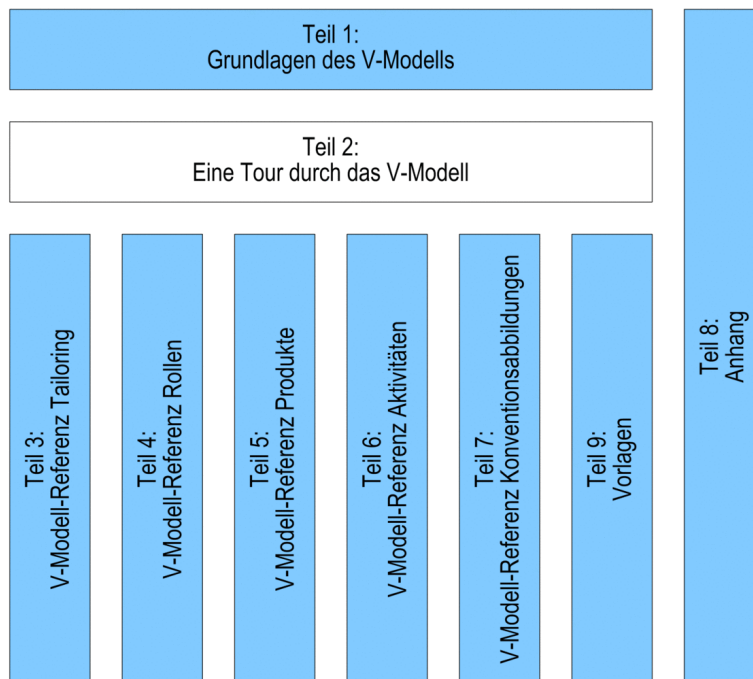 Teil 1:
Grundlagen des V-Modells
Teil 2:
Eine Tour durch das V-Modell
Teil 3:
V-Modell-Referenz Tailoring
Teil 4:
V-Modell-Referenz Rollen
Teil 5:
V-Modell-Referenz Produkte
Teil 6:
V-Modell-Referenz Aktivitäten
Teil 7:
V-Modell-Referenz Konventionsabbildungen
Teil 9:
Vorlagen
Teil 8:
Anhang